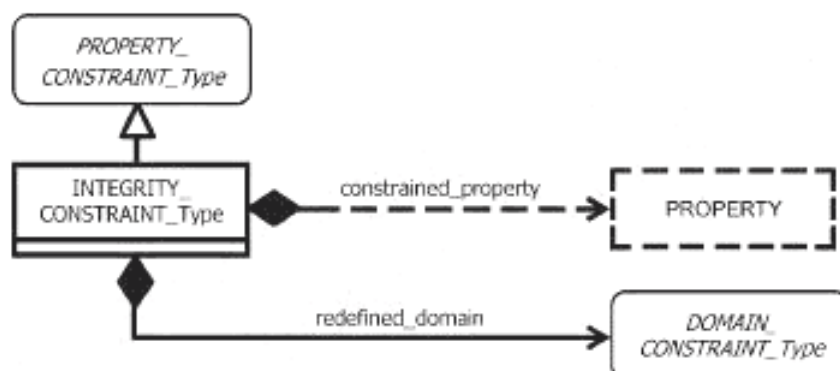 PROPERTY_
CONSTRAINT_Type
INTEGRITY_
CONSTRAINT_Type
constrained_property
PROPERTY
redefined_domain
DOMAIN_
CONSTRAINT_Type